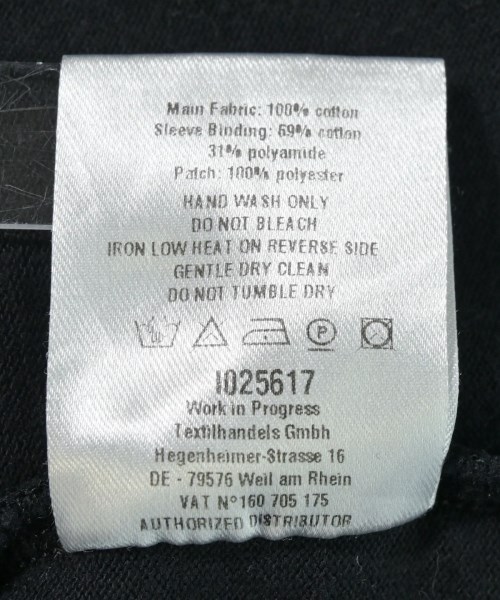 Main Fabric: 100% cotton
Sleeve Binding: 69% cotton
31% polyamide
Patch: 100% polyester
HAND WASH ONLY
DO NOT BLEACH
IRON LOW HEAT ON REVERSE SIDE
GENTLE DRY CLEAN
DO NOT TUMBLE DRY
P
I025617
Work in Progress
Textilhandels GmbH
Hegenheimer-Strasse 16
DE - 79576 Weil am Rhein
VAT N°160 705 175
AUTHORIZED DISTRIBUTOR